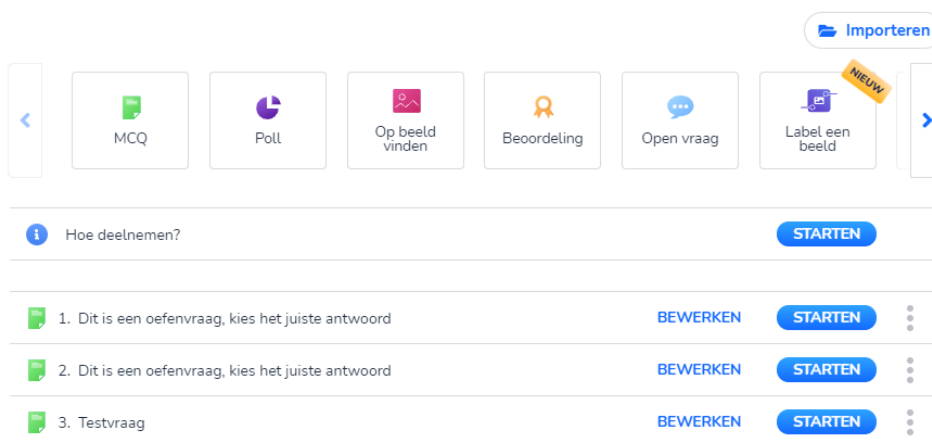 Importeren
MCQ
Poll
Op beeld
vinden
Beoordeling
Open vraag
NIEUW
Label een
beeld
Hoe deelnemen?
STARTEN
1. Dit is een oefenvraag, kies het juiste antwoord
BEWERKEN
STARTEN
2. Dit is een oefenvraag, kies het juiste antwoord
BEWERKEN
STARTEN
3. Testvraag
BEWERKEN
STARTEN